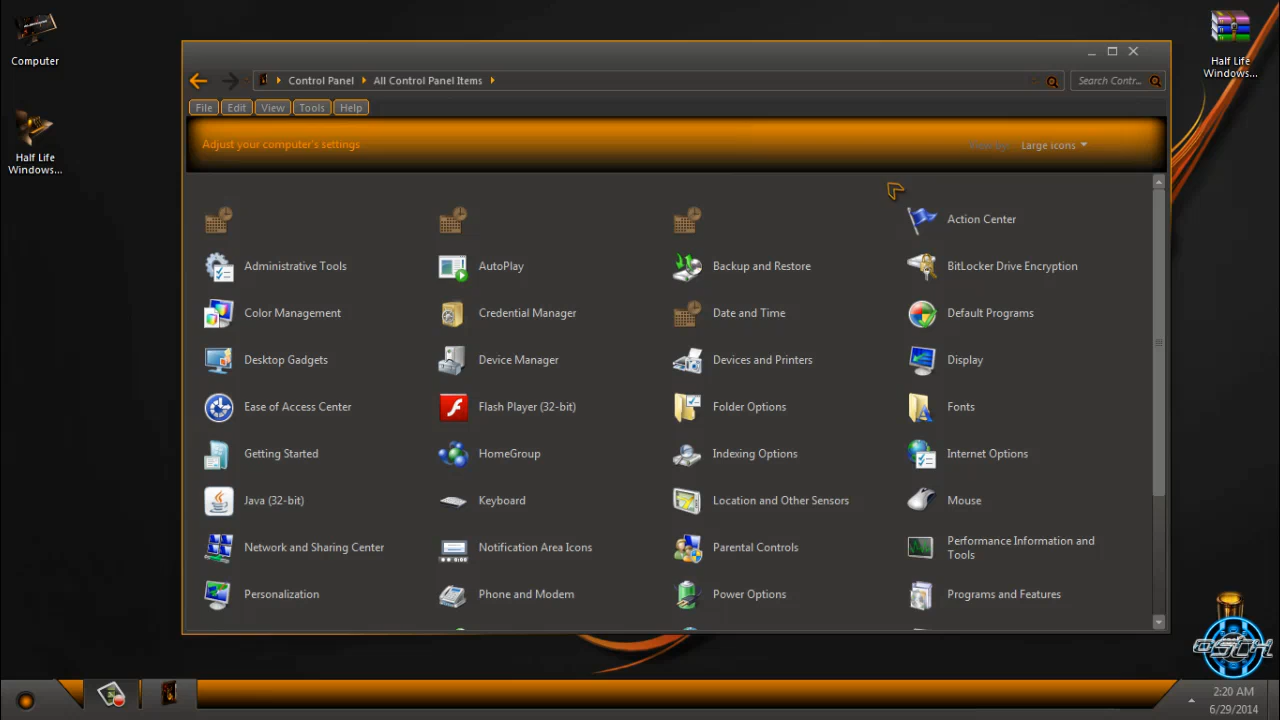 Computer
Half Life
Windows...
Half Life
Windows...
Control Panel
All Control Panel Items
Search Contr...
File Edit View Tools Help
Adjust your computer's settings
View by: Large icons
Action Center
Administrative Tools
AutoPlay
Backup and Restore
BitLocker Drive Encryption
Color Management
Credential Manager
Date and Time
Default Programs
Desktop Gadgets
Device Manager
Devices and Printers
Display
Ease of Access Center
Flash Player (32-bit)
Folder Options
Fonts
Getting Started
HomeGroup
Indexing Options
Internet Options
Java (32-bit)
Keyboard
Location and Other Sensors
Mouse
Network and Sharing Center
Notification Area Icons
Parental Controls
Performance Information and
Tools
Personalization
Phone and Modem
Power Options
Programs and Features
2:20 AM
6/29/2014